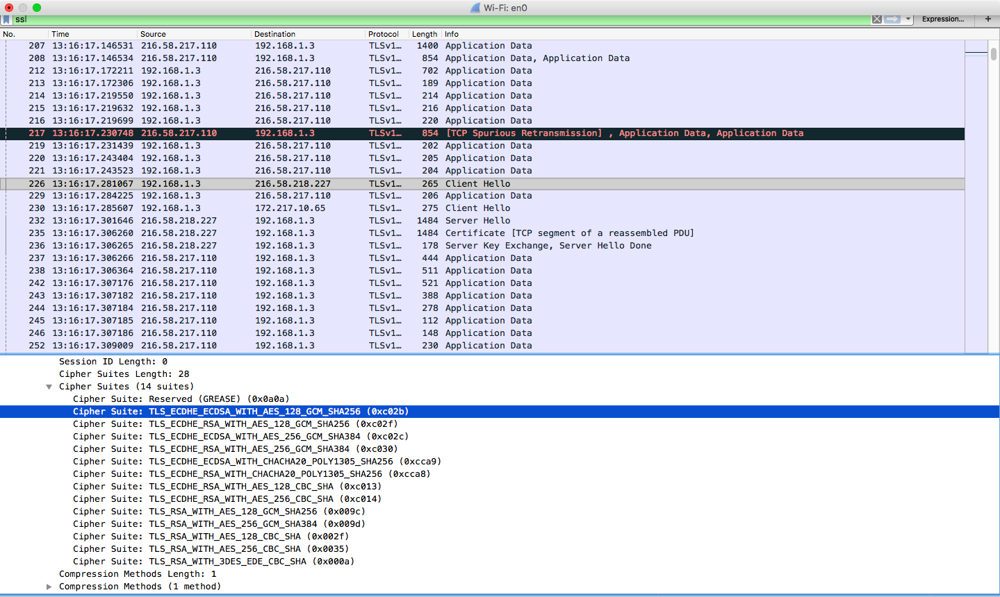 Wi-Fi: en0
ssl Expression... +
No. Time Source Destination Protocol Length Info
207 13:16:17.146531 216.58.217.110 192.168.1.3 TLSv1… 1400 Application Data
208 13:16:17.146534 216.58.217.110 192.168.1.3 TLSv1… 854 Application Data, Application Data
212 13:16:17.172211 192.168.1.3 216.58.217.110 TLSv1… 702 Application Data
213 13:16:17.172306 192.168.1.3 216.58.217.110 TLSv1… 189 Application Data
214 13:16:17.219550 192.168.1.3 216.58.217.110 TLSv1… 214 Application Data
215 13:16:17.219632 192.168.1.3 216.58.217.110 TLSv1… 216 Application Data
216 13:16:17.219699 192.168.1.3 216.58.217.110 TLSv1… 220 Application Data
217 13:16:17.230748 216.58.217.110 192.168.1.3 TLSv1… 854 [TCP Spurious Retransmission] , Application Data, Application Data
219 13:16:17.231439 192.168.1.3 216.58.217.110 TLSv1… 202 Application Data
220 13:16:17.243404 192.168.1.3 216.58.217.110 TLSv1… 205 Application Data
221 13:16:17.243523 192.168.1.3 216.58.217.110 TLSv1… 204 Application Data
226 13:16:17.281067 192.168.1.3 216.58.218.227 TLSv1… 265 Client Hello
229 13:16:17.284225 192.168.1.3 216.58.217.110 TLSv1… 206 Application Data
230 13:16:17.285607 192.168.1.3 172.217.10.65 TLSv1… 275 Client Hello
232 13:16:17.301646 216.58.218.227 192.168.1.3 TLSv1… 1484 Server Hello
235 13:16:17.306260 216.58.218.227 192.168.1.3 TLSv1… 1484 Certificate [TCP segment of a reassembled PDU]
236 13:16:17.306265 216.58.218.227 192.168.1.3 TLSv1… 178 Server Key Exchange, Server Hello Done
237 13:16:17.306266 216.58.217.110 192.168.1.3 TLSv1… 444 Application Data
238 13:16:17.306364 216.58.217.110 192.168.1.3 TLSv1… 511 Application Data
242 13:16:17.307176 216.58.217.110 192.168.1.3 TLSv1… 521 Application Data
243 13:16:17.307182 216.58.217.110 192.168.1.3 TLSv1… 388 Application Data
244 13:16:17.307184 216.58.217.110 192.168.1.3 TLSv1… 278 Application Data
245 13:16:17.307185 216.58.217.110 192.168.1.3 TLSv1… 112 Application Data
246 13:16:17.307186 216.58.217.110 192.168.1.3 TLSv1… 148 Application Data
252 13:16:17.309009 216.58.217.110 192.168.1.3 TLSv1… 230 Application Data
Session ID Length: 0
Cipher Suites Length: 28
Cipher Suites (14 suites)
Cipher Suite: Reserved (GREASE) (0x0a0a)
Cipher Suite: TLS_ECDHE_ECDSA_WITH_AES_128_GCM_SHA256 (0xc02b)
Cipher Suite: TLS_ECDHE_RSA_WITH_AES_128_GCM_SHA256 (0xc02f)
Cipher Suite: TLS_ECDHE_ECDSA_WITH_AES_256_GCM_SHA384 (0xc02c)
Cipher Suite: TLS_ECDHE_RSA_WITH_AES_256_GCM_SHA384 (0xc030)
Cipher Suite: TLS_ECDHE_ECDSA_WITH_CHACHA20_POLY1305_SHA256 (0xcca9)
Cipher Suite: TLS_ECDHE_RSA_WITH_CHACHA20_POLY1305_SHA256 (0xcca8)
Cipher Suite: TLS_ECDHE_RSA_WITH_AES_128_CBC_SHA (0xc013)
Cipher Suite: TLS_ECDHE_RSA_WITH_AES_256_CBC_SHA (0xc014)
Cipher Suite: TLS_RSA_WITH_AES_128_GCM_SHA256 (0x009c)
Cipher Suite: TLS_RSA_WITH_AES_256_GCM_SHA384 (0x009d)
Cipher Suite: TLS_RSA_WITH_AES_128_CBC_SHA (0x002f)
Cipher Suite: TLS_RSA_WITH_AES_256_CBC_SHA (0x0035)
Cipher Suite: TLS_RSA_WITH_3DES_EDE_CBC_SHA (0x000a)
Compression Methods Length: 1
Compression Methods (1 method)